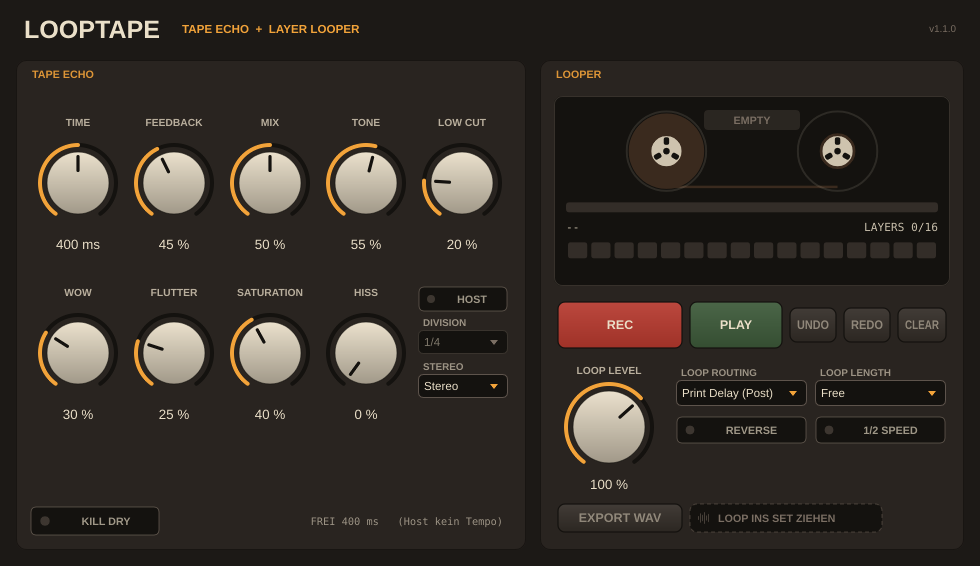 LOOPTAPE
TAPE ECHO + LAYER LOOPER
v1.1.0
TAPE ECHO
TIME FEEDBACK MIX TONE LOW CUT
400 ms 45 % 50 % 55 % 20 %
WOW FLUTTER SATURATION HISS
30 % 25 % 40 % 0 %
HOST
DIVISION
1/4
STEREO
Stereo
KILL DRY
FREI 400 ms (Host kein Tempo)
LOOPER
EMPTY
-- LAYERS 0/16
REC PLAY UNDO REDO CLEAR
LOOP LEVEL
100 %
LOOP ROUTING LOOP LENGTH
Print Delay (Post) Free
REVERSE 1/2 SPEED
EXPORT WAV LOOP INS SET ZIEHEN